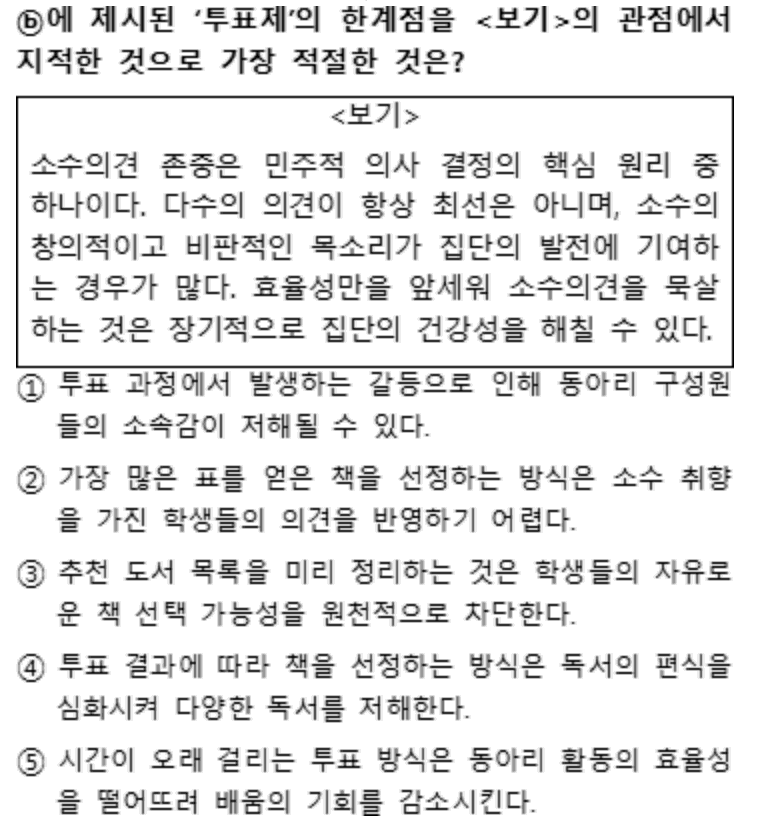 ⓑ에 제시된 ‘투표제’의 한계점을 <보기>의 관점에서
지적한 것으로 가장 적절한 것은?
<보기>
소수의견 존중은 민주적 의사 결정의 핵심 원리 중
하나이다. 다수의 의견이 항상 최선은 아니며, 소수의
창의적이고 비판적인 목소리가 집단의 발전에 기여하
는 경우가 많다. 효율성만을 앞세워 소수의견을 묵살
하는 것은 장기적으로 집단의 건강성을 해칠 수 있다.
① 투표 과정에서 발생하는 갈등으로 인해 동아리 구성원
들의 소속감이 저해될 수 있다.
② 가장 많은 표를 얻은 책을 선정하는 방식은 소수 취향
을 가진 학생들의 의견을 반영하기 어렵다.
③ 추천 도서 목록을 미리 정리하는 것은 학생들의 자유로
운 책 선택 가능성을 원천적으로 차단한다.
④ 투표 결과에 따라 책을 선정하는 방식은 독서의 편식을
심화시켜 다양한 독서를 저해한다.
⑤ 시간이 오래 걸리는 투표 방식은 동아리 활동의 효율성
을 떨어뜨려 배움의 기회를 감소시킨다.